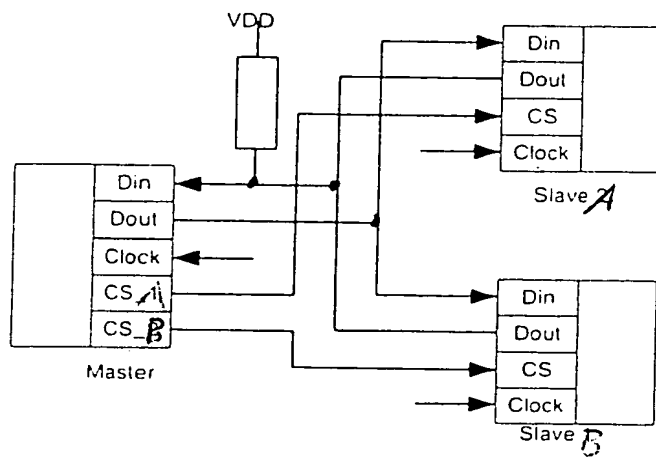 VDD
Din
Dout
CS
Clock
Slave A
Din
Dout
Clock
CS_A
CS_B
Master
Din
Dout
CS
Clock
Slave B